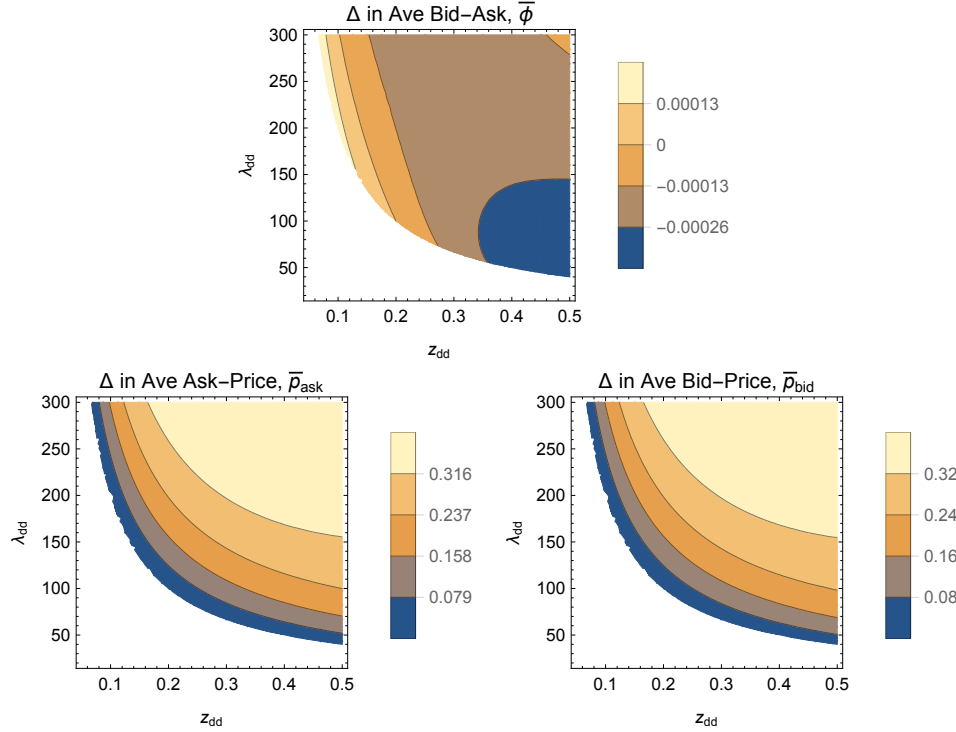 Δ in Ave Bid-Ask, ϕ̅
300
250
200
150
100
50
λdd
0.1 0.2 0.3 0.4 0.5
zdd
0.00013
0
-0.00013
-0.00026
Δ in Ave Ask-Price, p̅ask
300
250
200
150
100
50
λdd
0.1 0.2 0.3 0.4 0.5
zdd
0.316
0.237
0.158
0.079
Δ in Ave Bid-Price, p̅bid
300
250
200
150
100
50
λdd
0.1 0.2 0.3 0.4 0.5
zdd
0.32
0.24
0.16
0.08